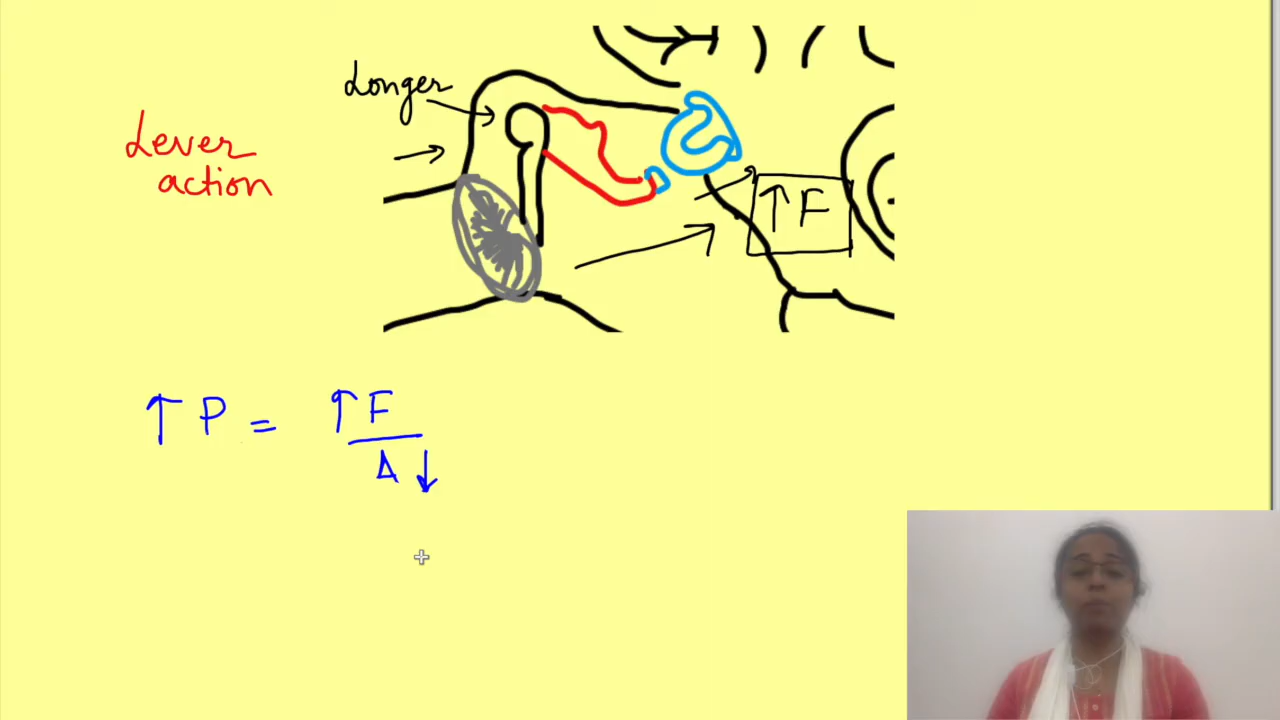 Longer
Lever
action
↑ F
↑ P = ↑ F
A ↓